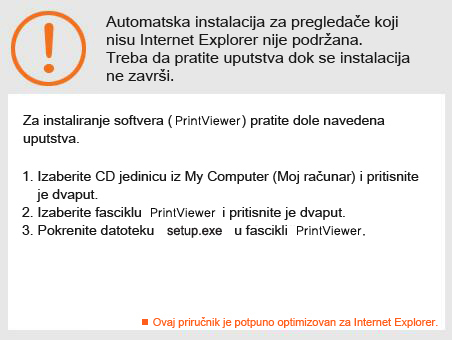 Automatska instalacija za pregledače koji
nisu Internet Explorer nije podržana.
Treba da pratite uputstva dok se instalacija
ne završi.
Za instaliranje softvera ( PrintViewer ) pratite dole navedena
uputstva.
1. Izaberite CD jedinicu iz My Computer (Moj računar) i pritisnite
je dvaput.
2. Izaberite fasciklu PrintViewer i pritisnite je dvaput.
3. Pokrenite datoteku setup.exe u fascikli PrintViewer.
Ovaj priručnik je potpuno optimizovan za Internet Explorer.